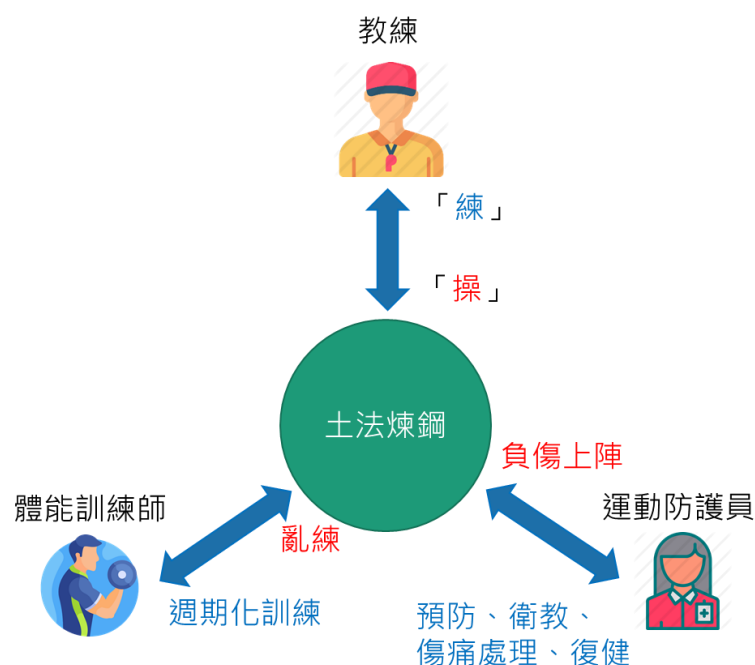 教練
「練」
「操」
土法煉鋼
負傷上陣
體能訓練師
運動防護員
亂練
週期化訓練
預防、衛教、
傷痛處理、復健